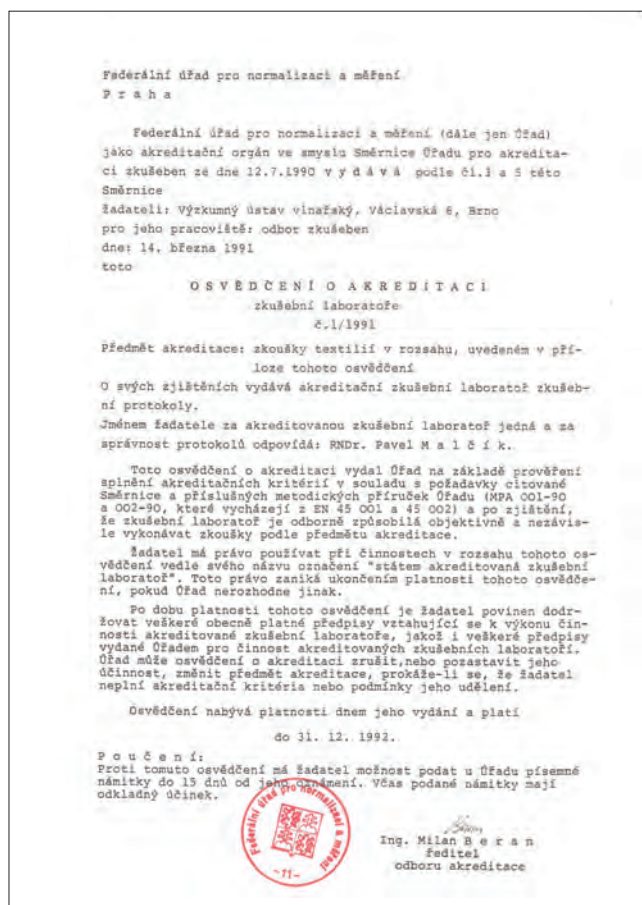 Federální úřad pro normalizaci a měření
P r a h a
Federální úřad pro normalizaci a měření (dále jen Úřad)
jako akreditační orgán ve smyslu Směrnice Úřadu pro akredita-
ci zkušeben ze dne 12.7.1990 v y d á v á podle čl.3 a 5 této
Směrnice
žadateli: Výzkumný ústav vlnařský, Václavská 6, Brno
pro jeho pracoviště: odbor zkušeben
dne: 14. března 1991
toto
O S V Ě D Č E N Í O A K R E D I T A C I
zkušební laboratoře
č.1/1991
Předmět akreditace: zkoušky textilií v rozsahu, uvedeném v pří-
loze tohoto osvědčení
O svých zjištěních vydává akreditační zkušební laboratoř zkušeb-
ní protokoly.
Jménem žadatele za akreditovanou zkušební laboratoř jedná a za
správnost protokolů odpovídá: RNDr. Pavel M a l č í k.
Toto osvědčení o akreditaci vydal Úřad na základě prověření
splnění akreditačních kritérií v souladu s požadavky citované
Směrnice a příslušných metodických příruček Úřadu (MPA 001-90
a 002-90, které vycházejí z EN 45 001 a 45 002) a po zjištění,
že zkušební laboratoř je odborně způsobilá objektivně a nezávis-
le vykonávat zkoušky podle předmětu akreditace.
Žadatel má právo používat při činnostech v rozsahu tohoto os-
vědčení vedle svého názvu označení "státem akreditovaná zkušební
laboratoř". Toto právo zaniká ukončením platnosti tohoto osvědče-
ní, pokud Úřad nerozhodne jinak.
Po dobu platnosti tohoto osvědčení je žadatel povinen dodr-
žovat veškeré obecně platné předpisy vztahující se k výkonu čin-
nosti akreditované zkušební laboratoře, jakož i veškeré předpisy
vydané Úřadem pro činnost akreditovaných zkušebních laboratoří.
Úřad může osvědčení o akreditaci zrušit,nebo pozastavit jeho
účinnost, změnit předmět akreditace, prokáže-li se, že žadatel
neplní akreditační kritéria nebo podmínky jeho udělení.
Osvědčení nabývá platnosti dnem jeho vydání a platí
do 31. 12. 1992.
P o u č e n í:
Proti tomuto osvědčení má žadatel možnost podat u Úřadu písemné
námitky do 15 dnů od jeho oznámení. Včas podané námitky mají
odkladný účinek.
Federální úřad pro normalizaci a měření
-11-
Ing. Milan B e r a n
ředitel
odboru akreditace